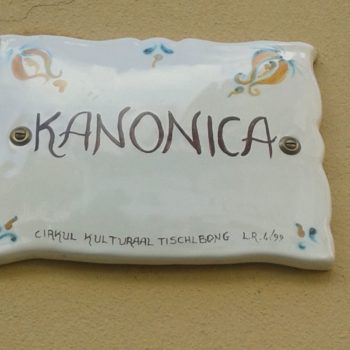 KANONICA
CIRKUL KULTURAAL TISCHLBONG L.R. 4/99